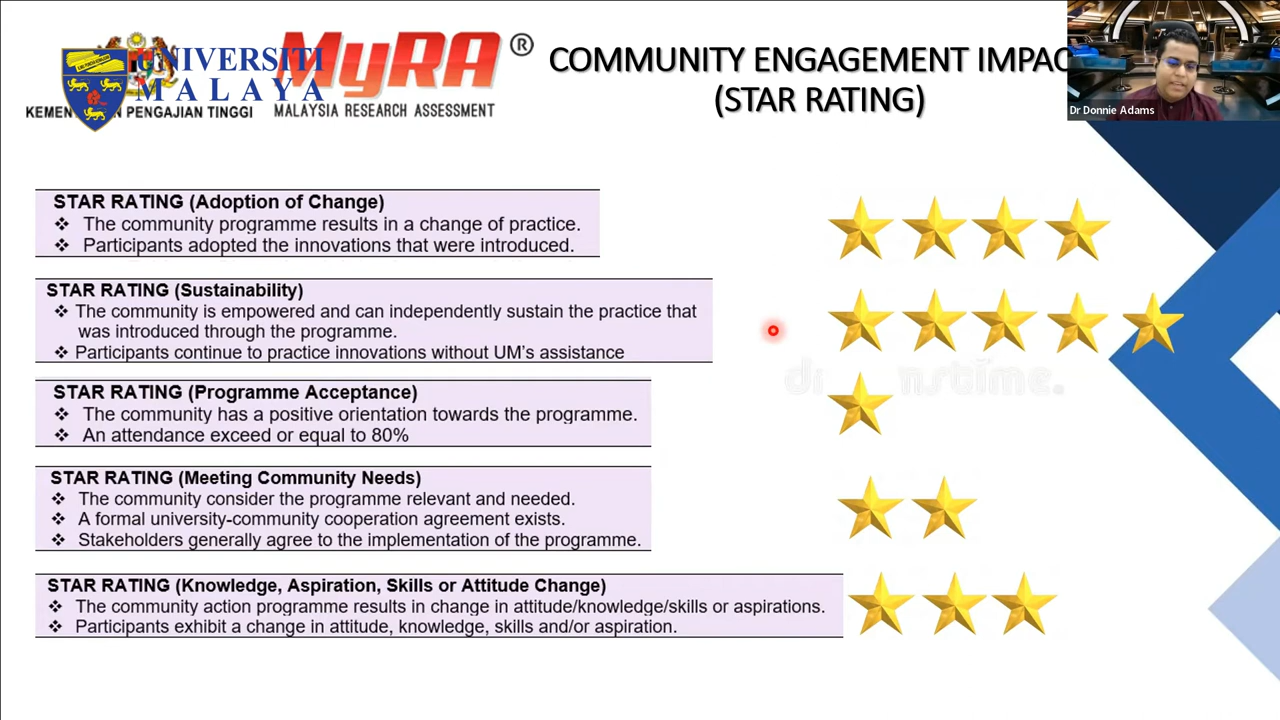 UNIVERSITI
MALAYA
MyRA®
KEMEN PENGAJIAN TINGGI
MALAYSIA RESEARCH ASSESSMENT
COMMUNITY ENGAGEMENT IMPAC
(STAR RATING)
Dr Donnie Adams
STAR RATING (Adoption of Change)
❖ The community programme results in a change of practice.
❖ Participants adopted the innovations that were introduced.
STAR RATING (Sustainability)
❖ The community is empowered and can independently sustain the practice that
was introduced through the programme.
❖ Participants continue to practice innovations without UM's assistance
STAR RATING (Programme Acceptance)
❖ The community has a positive orientation towards the programme.
❖ An attendance exceed or equal to 80%
STAR RATING (Meeting Community Needs)
❖ The community consider the programme relevant and needed.
❖ A formal university-community cooperation agreement exists.
❖ Stakeholders generally agree to the implementation of the programme.
STAR RATING (Knowledge, Aspiration, Skills or Attitude Change)
❖ The community action programme results in change in attitude/knowledge/skills or aspirations.
❖ Participants exhibit a change in attitude, knowledge, skills and/or aspiration.